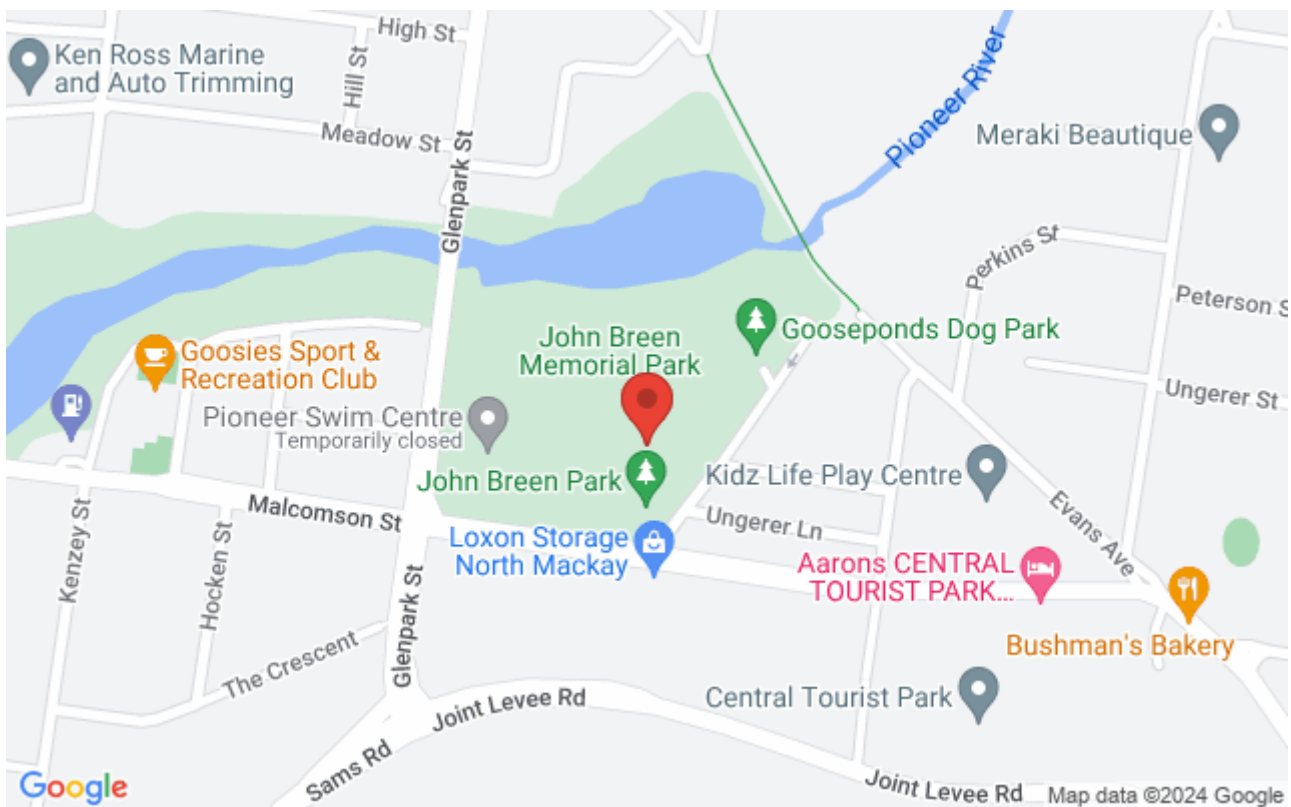 High St
Ken Ross Marine
and Auto Trimming
Hill St
Meadow St
Glenpark St
Pioneer River
Meraki Beautique
Perkins St
Peterson S
Gooseponds Dog Park
John Breen
Memorial Park
Goosies Sport &
Recreation Club
Ungerer St
Pioneer Swim Centre
Temporarily closed
John Breen Park
Kidz Life Play Centre
Malcomson St
Ungerer Ln
Evans Ave
Kenzey St
Hocken St
Loxon Storage
North Mackay
Aarons CENTRAL
TOURIST PARK...
Glenpark St
The Crescent
Bushman's Bakery
Joint Levee Rd
Central Tourist Park
Sams Rd
Joint Levee Rd
Google
Map data ©2024 Google